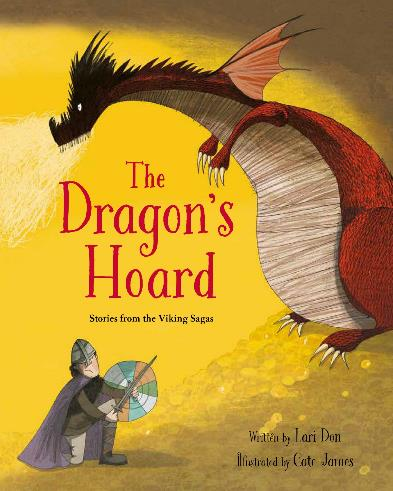 The
Dragon's
Hoard
Stories from the Viking Sagas
Written by Lari Don
Illustrated by Cate James